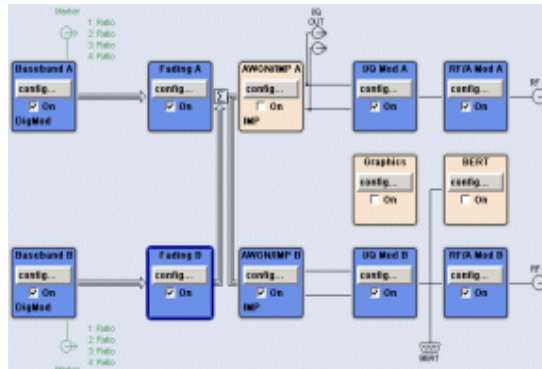 Marker
1: Ratio
2: Ratio
3: Ratio
4: Ratio
I/Q
OUT
Baseband A
config...
On
DigMod
Fading A
config...
On
Σ
AWGN/IMP A
config...
On
IMP
I/Q Mod A
config...
On
RF/A Mod A
config...
On
RF
Graphics
config...
On
BERT
config...
On
Baseband B
config...
On
DigMod
Fading B
config...
On
AWGN/IMP B
config...
On
IMP
I/Q Mod B
config...
On
RF/A Mod B
config...
On
RF
BERT
1: Ratio
2: Ratio
3: Ratio
4: Ratio
Marker